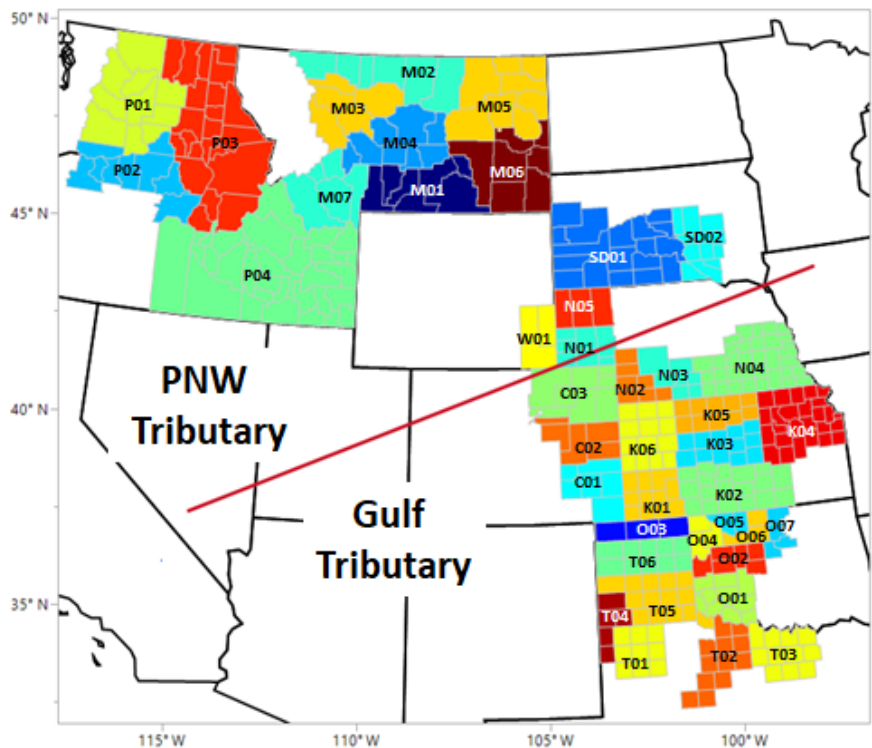 50° N
P01
M02
M03
M05
P03
M04
P02
M06
M01
M07
45° N
SD02
SD01
P04
N05
W01
N01
PNW
Tributary
N03
N04
N02
C03
40° N
K05
K04
K03
C02
K06
C01
K02
K01
Gulf
Tributary
O03
O05
O07
O04
O06
O02
T06
35° N
O01
T04
T05
T01
T02
T03
115° W
110° W
105° W
100° W